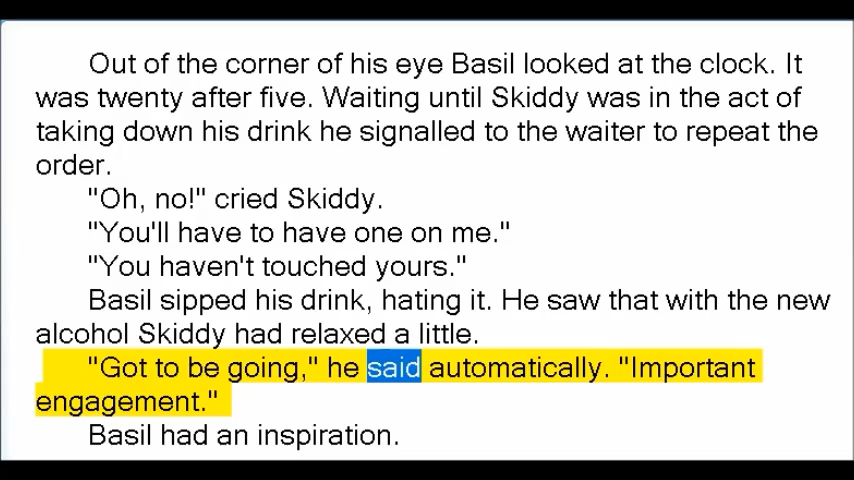 Out of the corner of his eye Basil looked at the clock. It
was twenty after five. Waiting until Skiddy was in the act of
taking down his drink he signalled to the waiter to repeat the
order.
"Oh, no!" cried Skiddy.
"You'll have to have one on me."
"You haven't touched yours."
Basil sipped his drink, hating it. He saw that with the new
alcohol Skiddy had relaxed a little.
"Got to be going," he said automatically. "Important
engagement."
Basil had an inspiration.